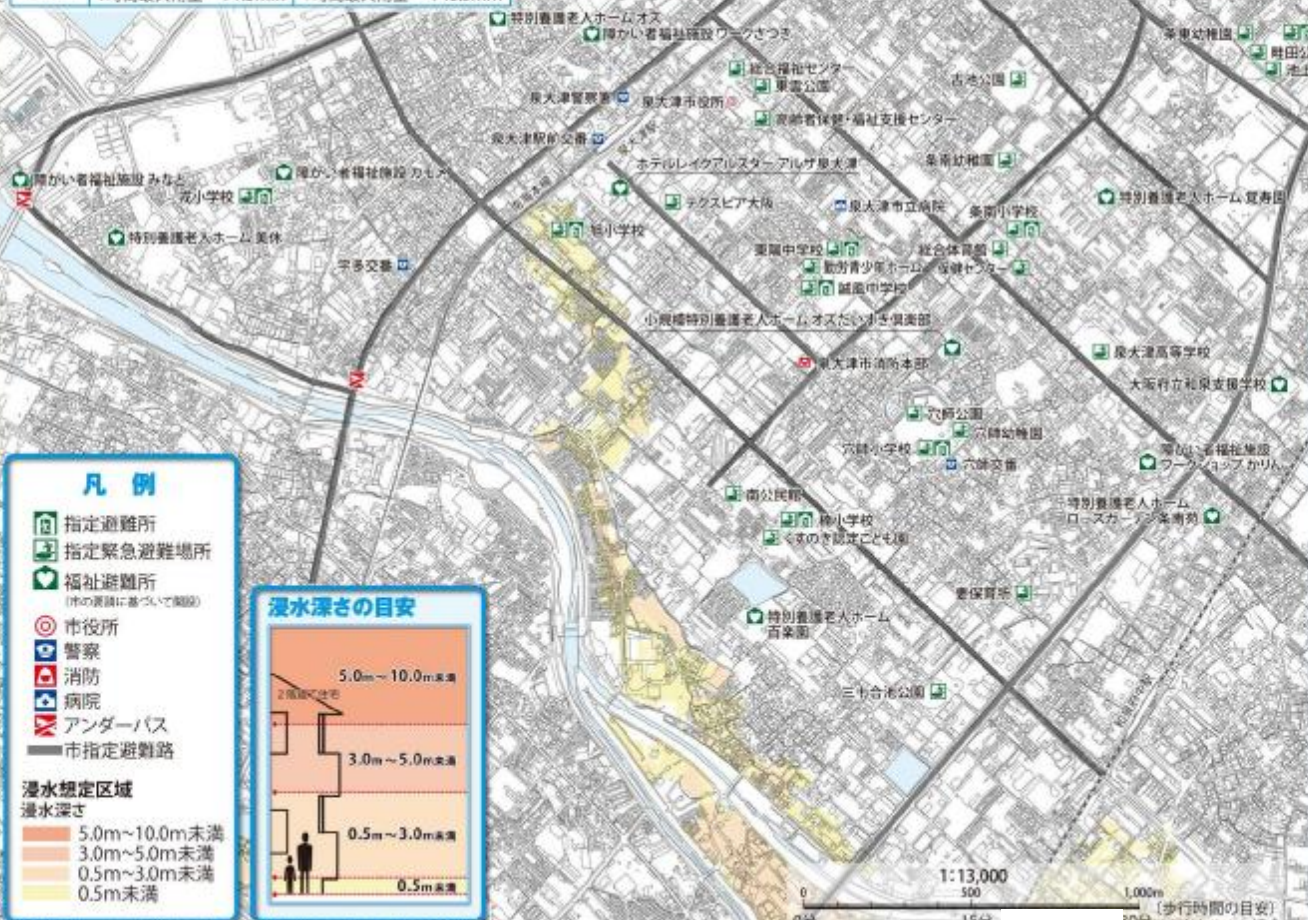 特別養護老人ホーム オズ
障がい者福祉施設 ワークさつき
条東幼稚園
総合福祉センター
東雲公園
古池公園
泉大津警察署
泉大津市役所
高齢者保健・福祉支援センター
泉大津駅前交番
ホテルレイクアルスター アルザ泉大津
条南幼稚園
障がい者福祉施設 みなと
障がい者福祉施設 カモメ
戎小学校
テクスピア大阪
泉大津市立病院
条南小学校
特別養護老人ホーム 覚寿園
特別養護老人ホーム 美休
旭小学校
東陽中学校
総合体育館
宇多交番
勤労青少年ホーム
保健センター
誠風中学校
小規模特別養護老人ホーム オズだいすき倶楽部
泉大津市消防本部
泉大津高等学校
大阪府立和泉支援学校
穴師公園
穴師幼稚園
穴師小学校
穴師交番
障がい者福祉施設
ワークショップ かりん
南公民館
特別養護老人ホーム
ローズガーデン条南苑
楠小学校
くすのき認定こども園
要保育所
特別養護老人ホーム
百楽園
三十合池公園
凡 例
指定避難所
指定緊急避難場所
福祉避難所
(市の要請に基づいて開設)
市役所
警察
消防
病院
アンダーパス
市指定避難路
浸水想定区域
浸水深さ
5.0m~10.0m未満
3.0m~5.0m未満
0.5m~3.0m未満
0.5m未満
浸水深さの目安
5.0m~10.0m未満
2階建て住宅
3.0m~5.0m未満
0.5m~3.0m未満
0.5m未満
1:13,000
0 500 1,000m
(歩行時間の目安)